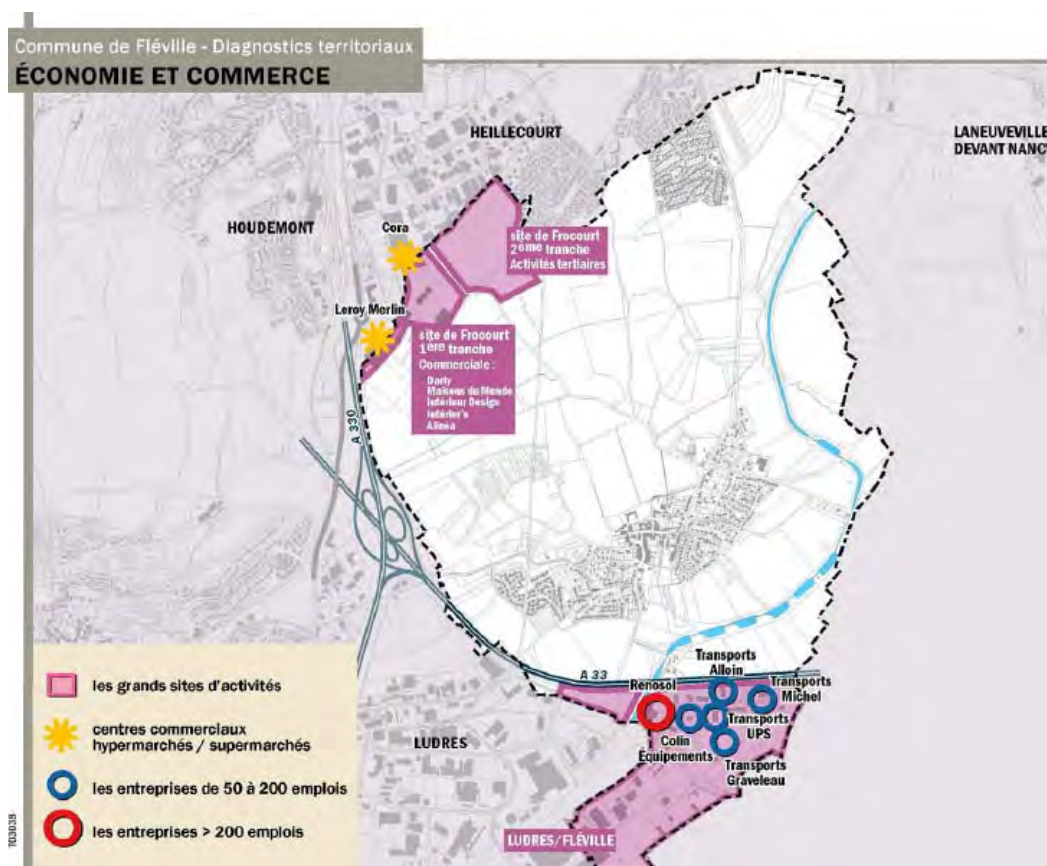 Commune de Fléville - Diagnostics territoriaux
ÉCONOMIE ET COMMERCE
HEILLECOURT
LANEUVEVILLE
DEVANT NANCY
HOUDEMONT
Cora
site de Frocourt
2ème tranche
Activités tertiaires
Leroy Merlin
site de Frocourt
1ère tranche
Commerciale :
Darty
Maisons du Monde
Intérieur Design
Intérier's
Alinéa
A 330
A 33
Transports
Alloin
Renosol
Transports
Michel
Transports
UPS
Colin
Équipements
Transports
Graveleau
LUDRES
LUDRES/FLÉVILLE
les grands sites d'activités
centres commerciaux
hypermarchés / supermarchés
les entreprises de 50 à 200 emplois
les entreprises > 200 emplois